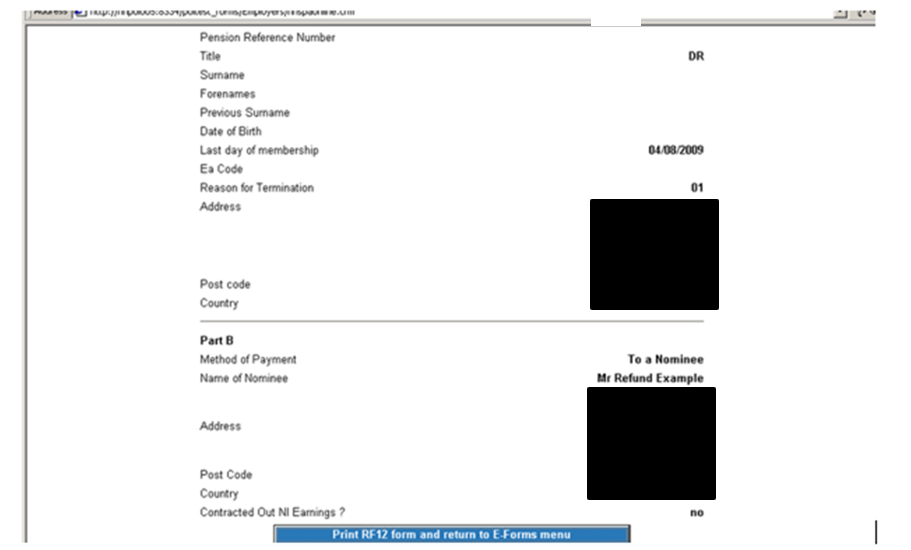 Address
Pension Reference Number
Title DR
Surname
Forenames
Previous Surname
Date of Birth
Last day of membership 04/08/2009
Ea Code
Reason for Termination 01
Address
Post code
Country
Part B
Method of Payment To a Nominee
Name of Nominee Mr Refund Example
Address
Post Code
Country
Contracted Out NI Earnings ? no
Print RF12 form and return to E-Forms menu